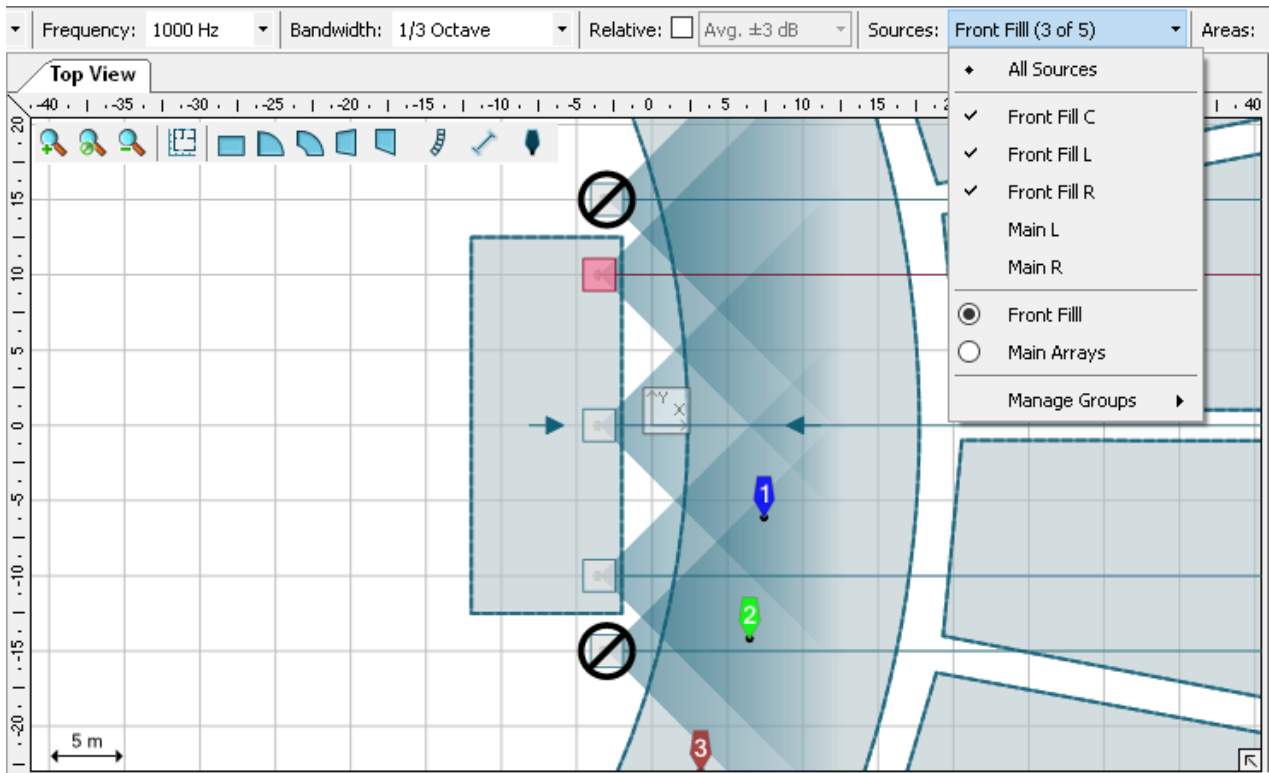 Frequency: 1000 Hz Bandwidth: 1/3 Octave Relative: Avg. ±3 dB Sources: Front Filll (3 of 5) Areas:
All Sources
Front Fill C
Front Fill L
Front Fill R
Main L
Main R
Front Filll
Main Arrays
Manage Groups
Top View
-40 -35 -30 -25 -20 -15 -10 -5 0 5 10 15 40
20
15
10
5
0
-5
-10
-15
-20
Y
X
1
2
3
5 m